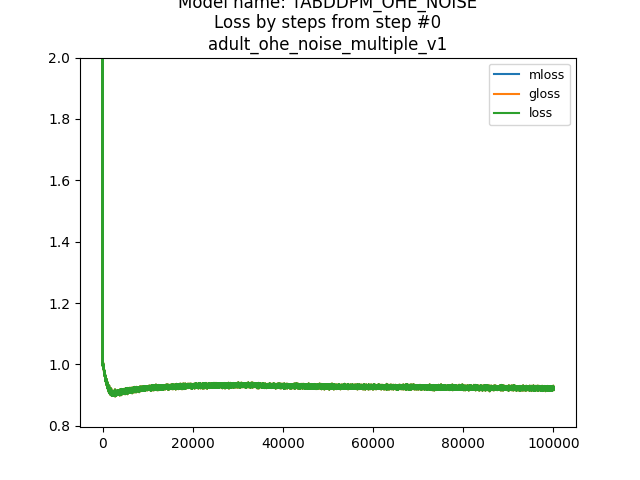 Model name: TABDDPM_OHE_NOISE
Loss by steps from step #0
adult_ohe_noise_multiple_v1
mloss
gloss
loss
2.0
1.8
1.6
1.4
1.2
1.0
0.8
0 20000 40000 60000 80000 100000